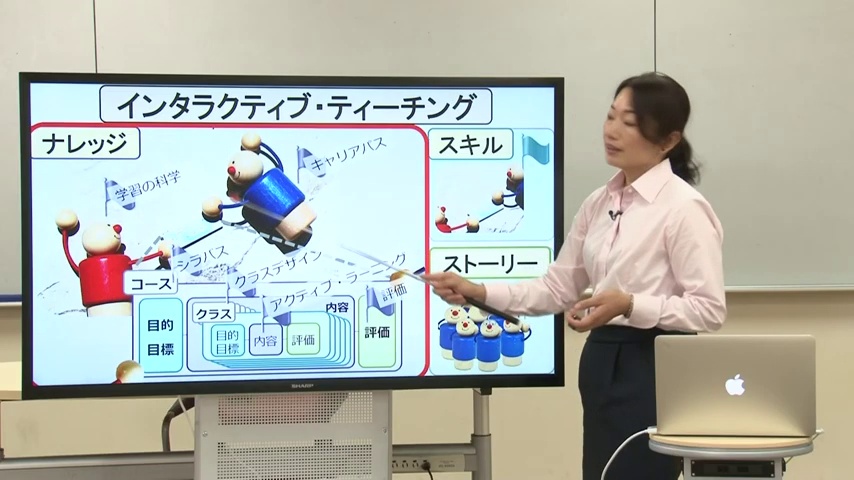 インタラクティブ・ティーチング
ナレッジ
スキル
キャリアパス
学習の科学
シラバス
クラスデザイン
アクティブ・ラーニング
評価
ストーリー
コース
目的
目標
クラス
内容
目的
目標
内容
評価
評価
SHARP